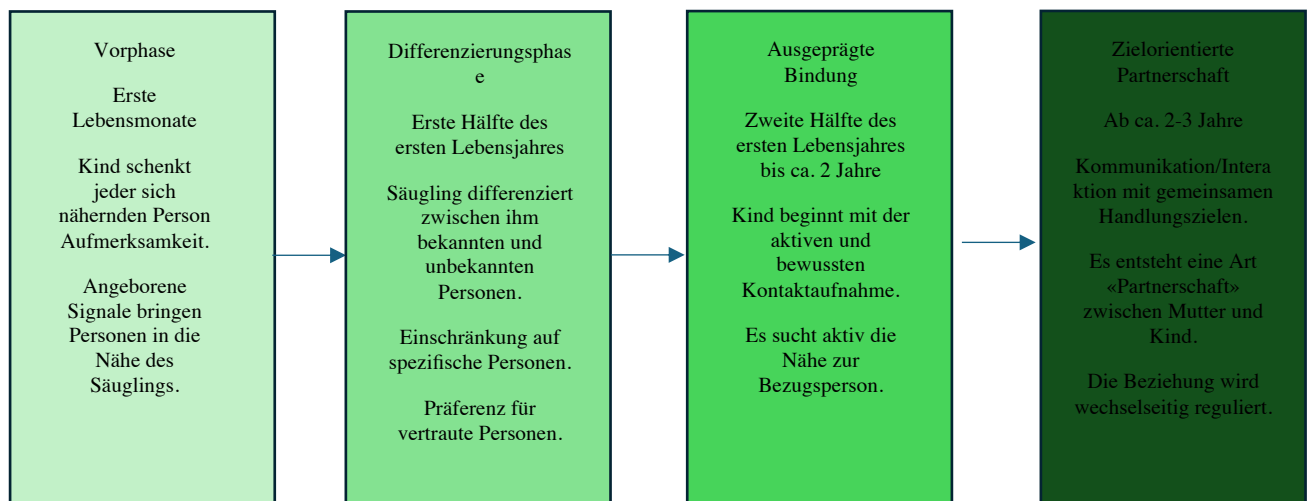 Vorphase
Erste
Lebensmonate
Kind schenkt
jeder sich
nähernden Person
Aufmerksamkeit.
Angeborene
Signale bringen
Personen in die
Nähe des
Säuglings.
Differenzierungsphas
e
Erste Hälfte des
ersten Lebensjahres
Säugling differenziert
zwischen ihm
bekannten und
unbekannten
Personen.
Einschränkung auf
spezifische Personen.
Präferenz für
vertraute Personen.
Ausgeprägte
Bindung
Zweite Hälfte des
ersten Lebensjahres
bis ca. 2 Jahre
Kind beginnt mit der
aktiven und
bewussten
Kontaktaufnahme.
Es sucht aktiv die
Nähe zur
Bezugsperson.
Zielorientierte
Partnerschaft
Ab ca. 2-3 Jahre
Kommunikation/Intera
ktion mit gemeinsamen
Handlungszielen.
Es entsteht eine Art
«Partnerschaft»
zwischen Mutter und
Kind.
Die Beziehung wird
wechselseitig reguliert.